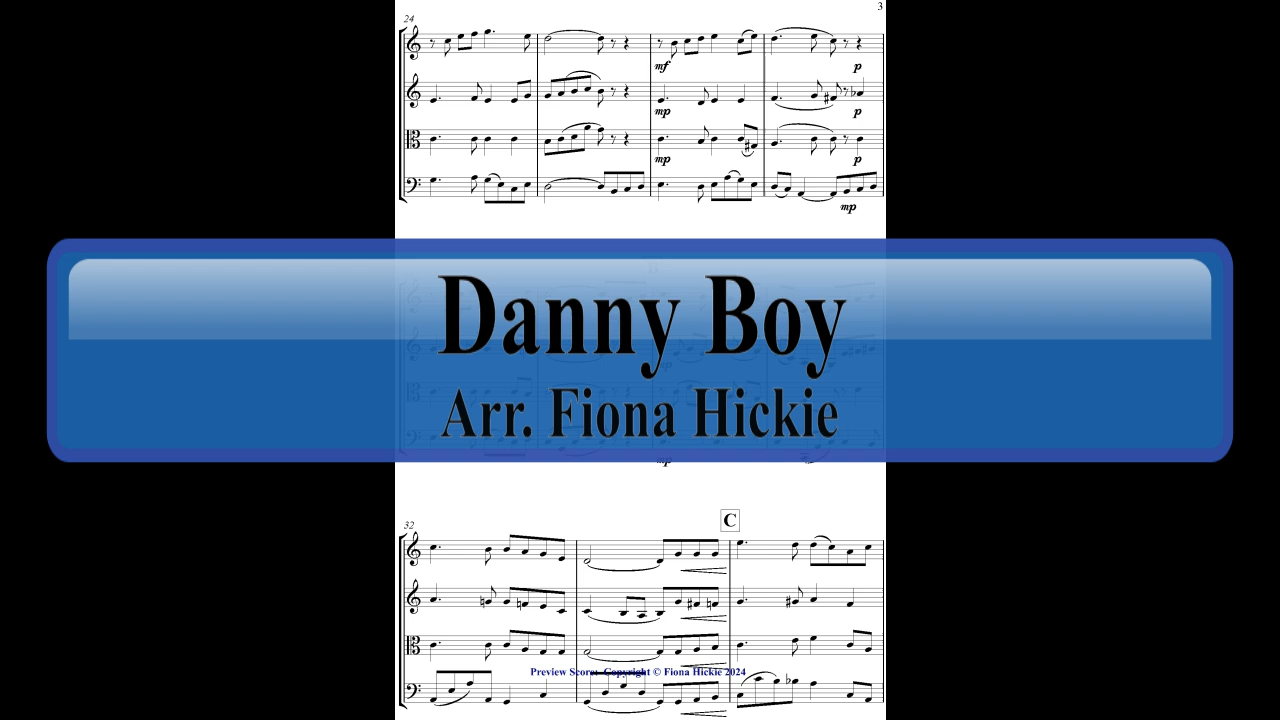 3
24
mf
p
mp
p
mp
p
mp
Danny Boy
Arr. Fiona Hickie
mp
32
C
Preview Score: Copyright © Fiona Hickie 2024